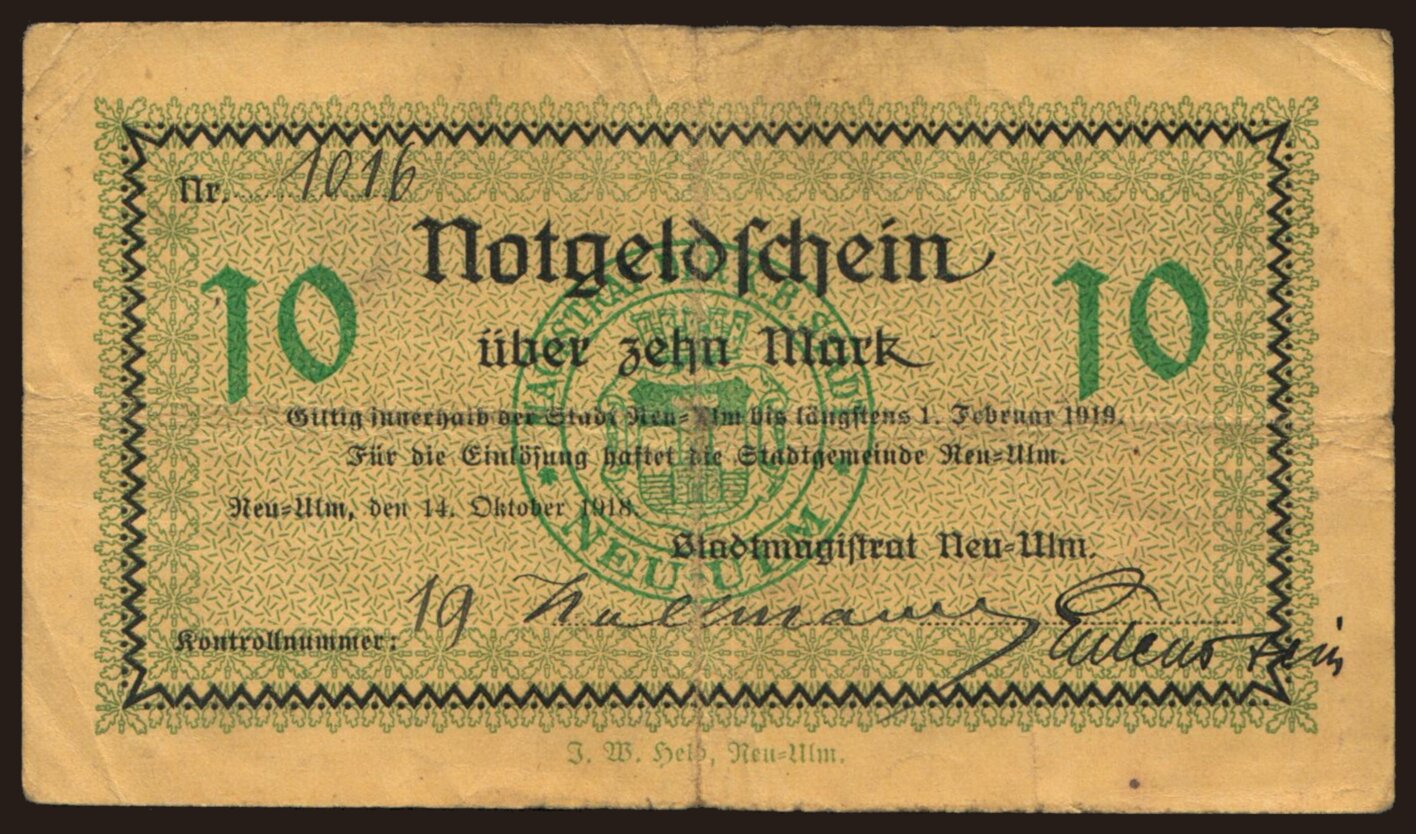 Nr. 1016
Notgeldschein
10 10
über zehn Mark
Giltig innerhalb der Stadt Neu-Ulm bis längstens 1. Februar 1919.
Für die Einlösung haftet die Stadtgemeinde Neu-Ulm.
Neu-Ulm, den 14. Oktober 1918.
Stadtmagistrat Neu-Ulm.
Kontrollnummer: 19
J. W. Helb, Neu-Ulm.
NEU ULM